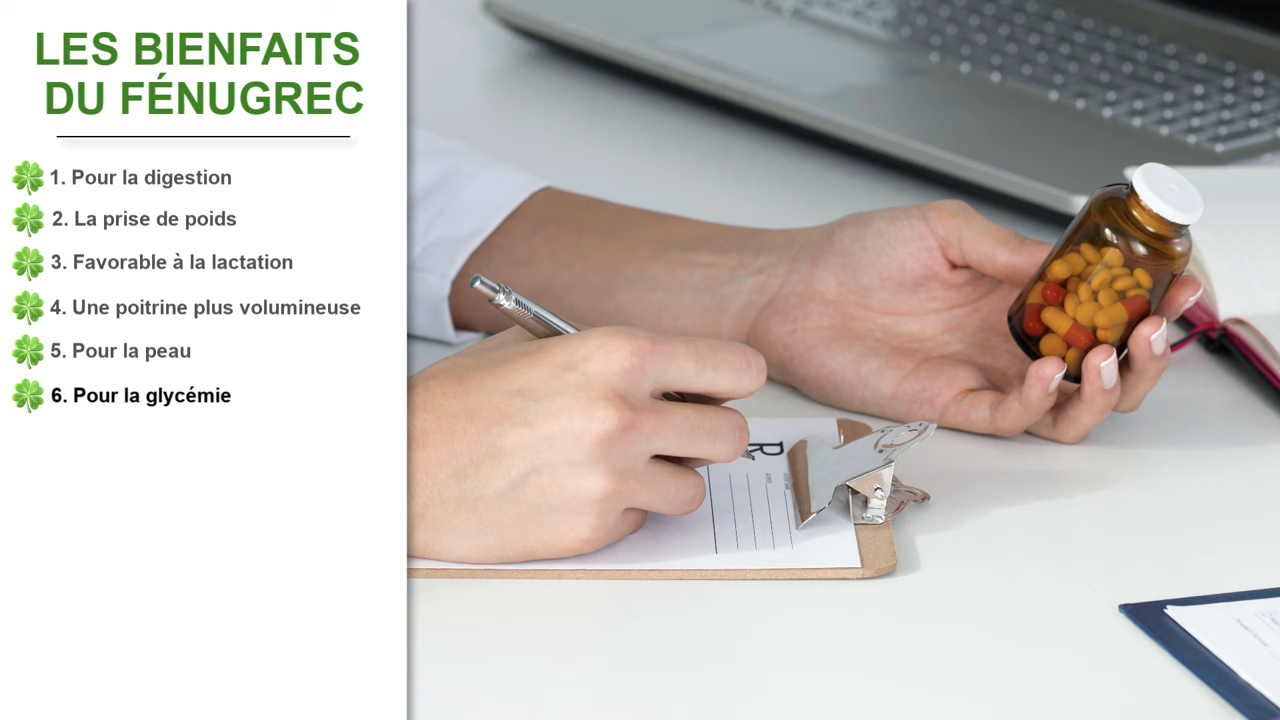 LES BIENFAITS
DU FÉNUGREC
1. Pour la digestion
2. La prise de poids
3. Favorable à la lactation
4. Une poitrine plus volumineuse
5. Pour la peau
6. Pour la glycémie